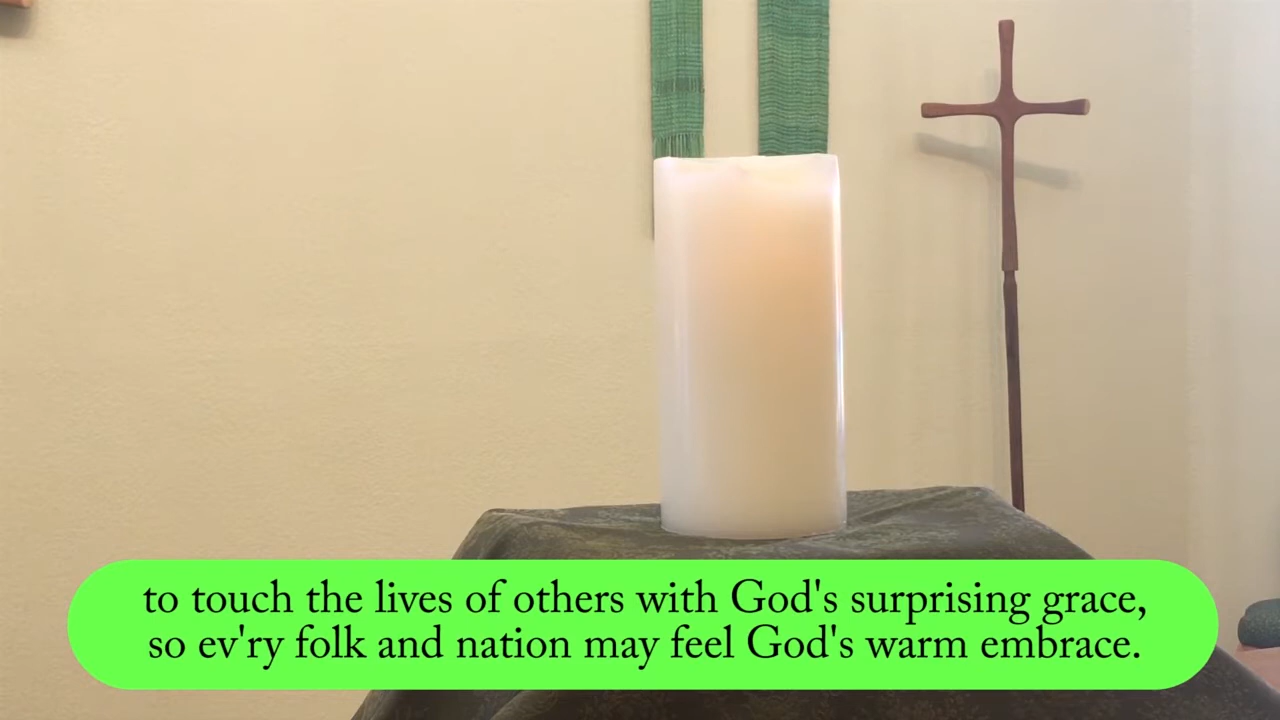 to touch the lives of others with God's surprising grace,
so ev'ry folk and nation may feel God's warm embrace.